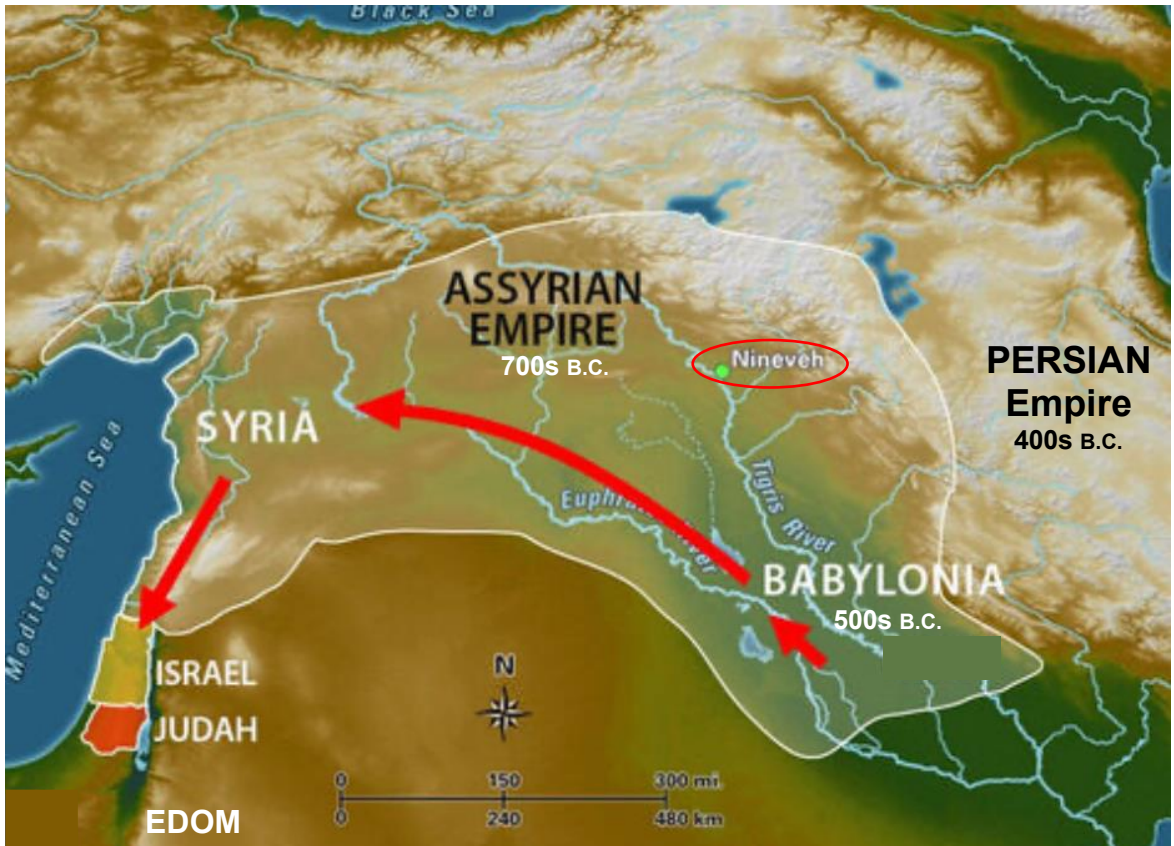 Black Sea
ASSYRIAN
EMPIRE
700s B.C.
Nineveh
PERSIAN
Empire
400s B.C.
SYRIA
Mediterranean Sea
Euphrates River
Tigris River
BABYLONIA
500s B.C.
ISRAEL
JUDAH
EDOM
N
0 150 300 mi.
0 240 480 km